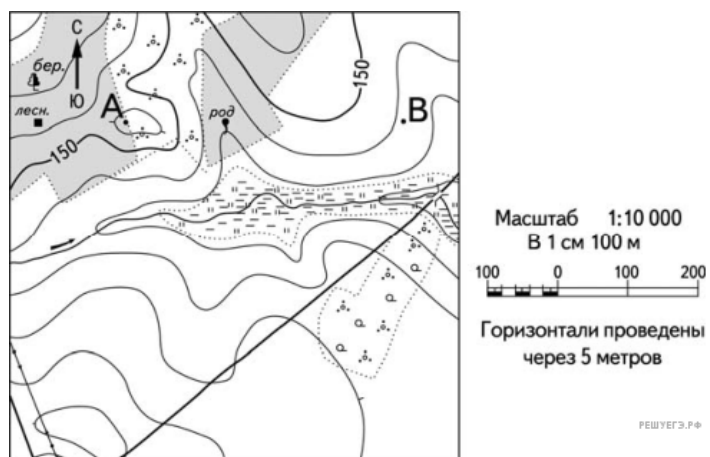 С
бер.
Ю
лесн.
А
род
150
.В
150
Масштаб 1:10 000
В 1 см 100 м
100 0 100 200
Горизонтали проведены
через 5 метров
РЕШУЕГЭ.РФ